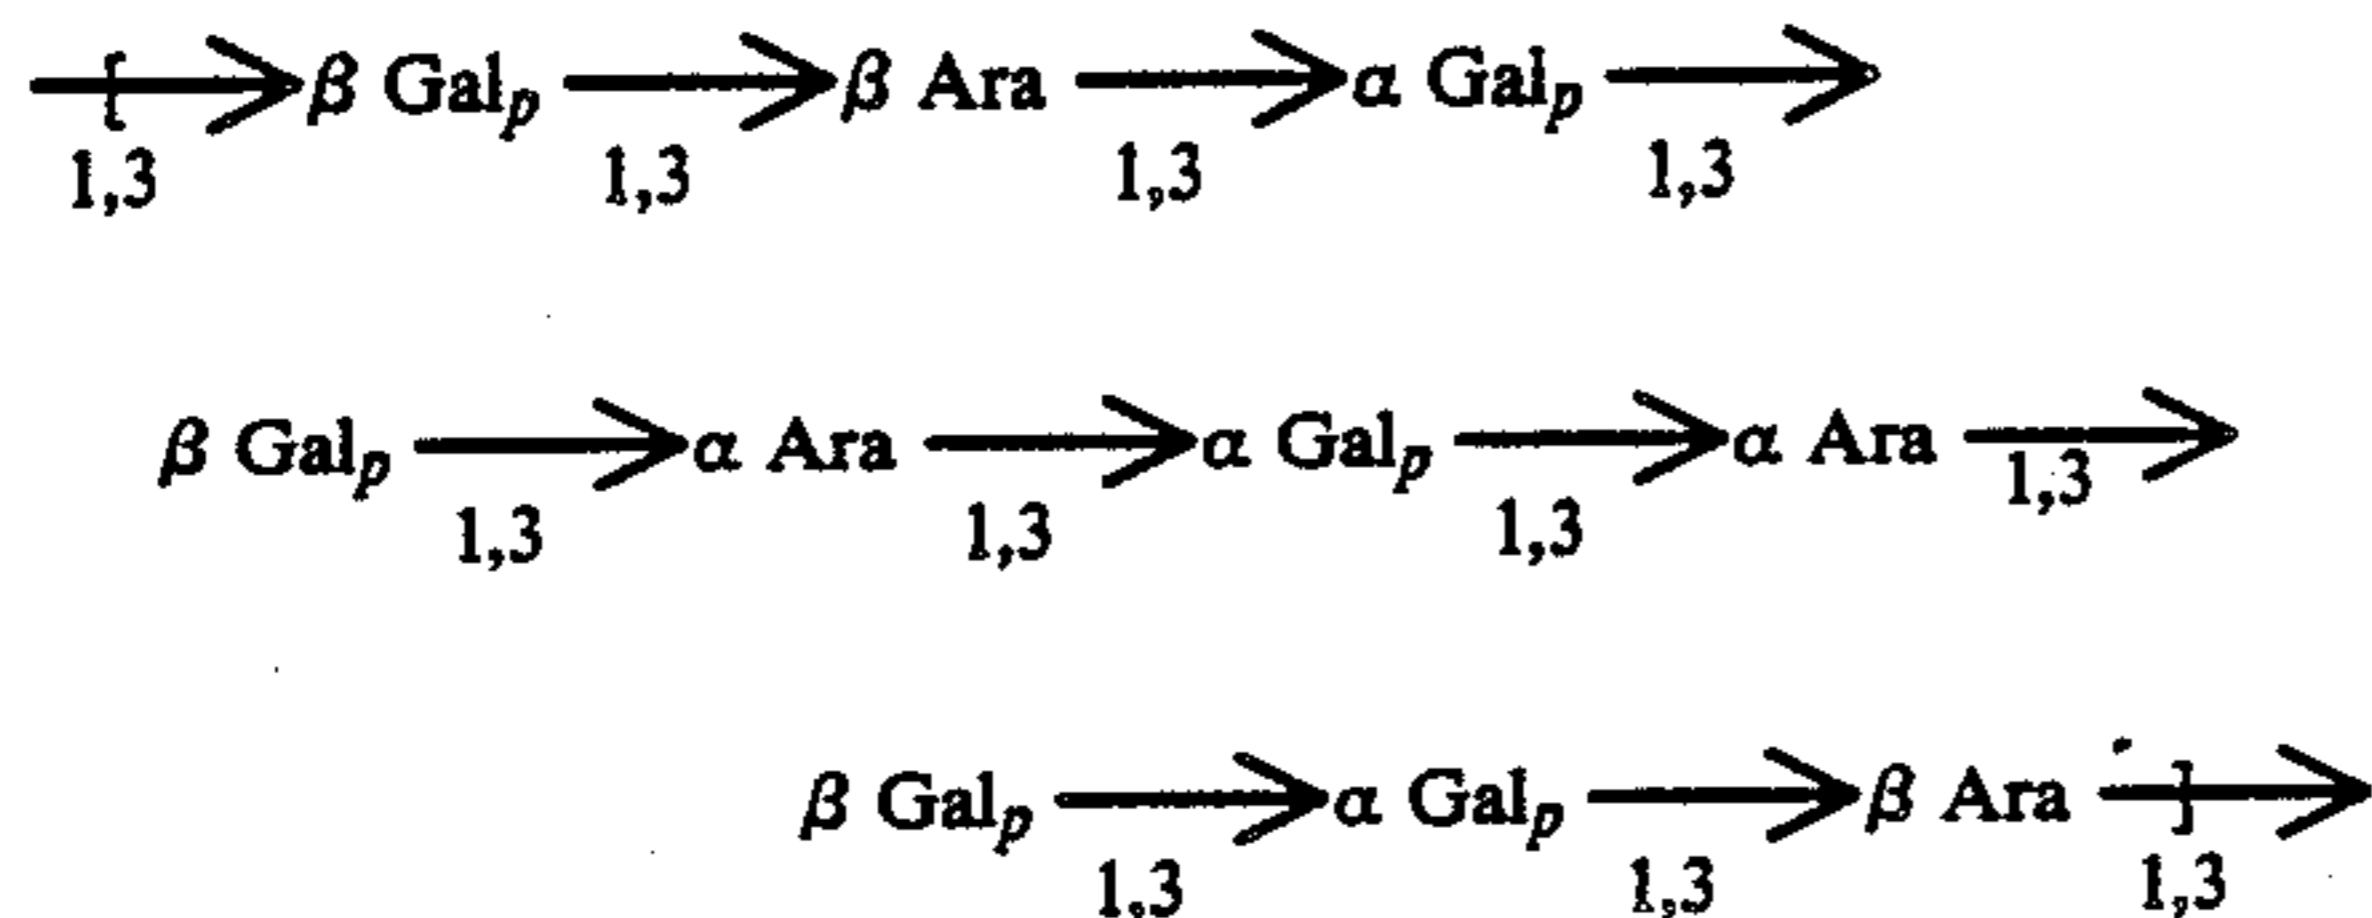 [ β Galp β Ara α Galp
1,3 1,3 1,3 1,3
β Galp α Ara α Galp α Ara
1,3 1,3 1,3 1,3
β Galp α Galp β Ara ]
1,3 1,3 1,3